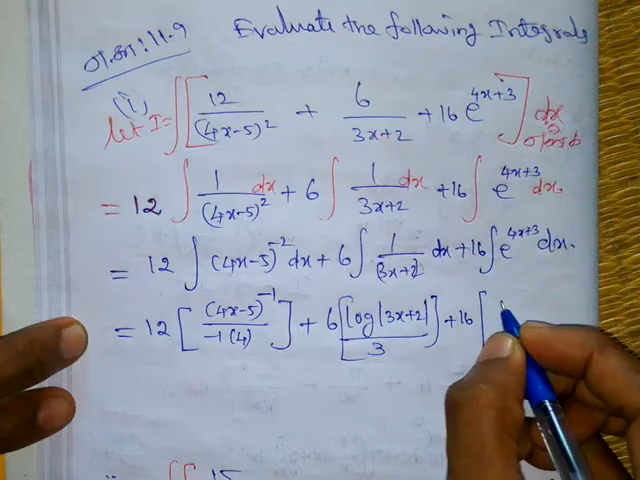 எ.கா:11.9 Evaluate the following Integrals
(i) let I = ∫[12/(4x-5)² + 6/(3x+2) + 16 e^(4x+3)] dx
= 12 ∫ 1/(4x-5)² dx + 6 ∫ 1/(3x+2) dx + 16 ∫ e^(4x+3) dx
= 12 ∫ (4x-5)^(-2) dx + 6 ∫ 1/(3x+2) dx + 16 ∫ e^(4x+3) dx.
= 12 [(4x-5)^(-1)/(-1(4))] + 6 [log|3x+2|/3] + 16 [
∫∫ 15